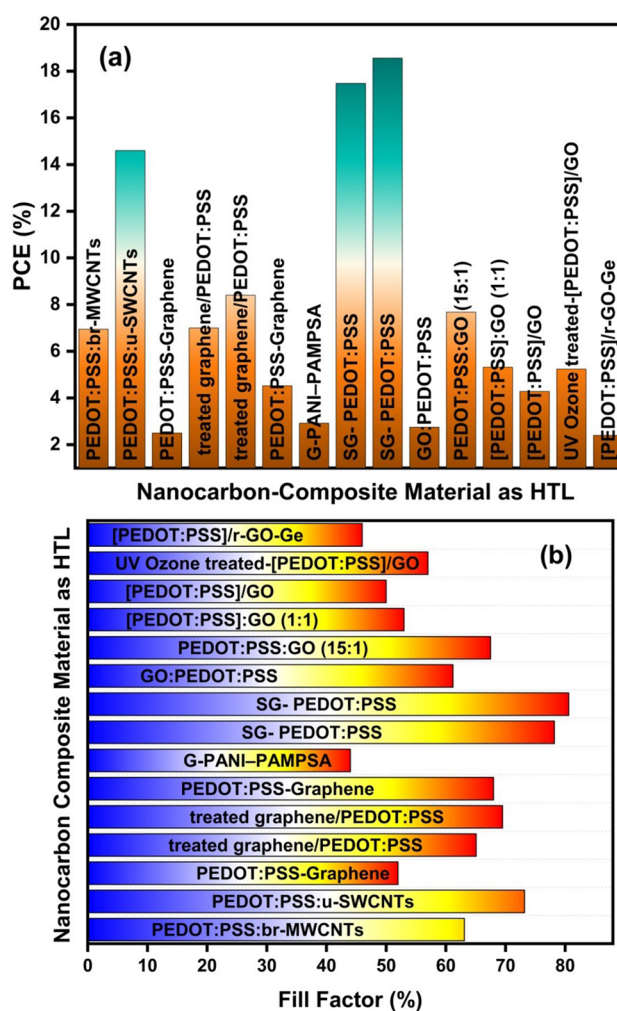 (a)
PCE (%)
20
18
16
14
12
10
8
6
4
2
PEDOT:PSS:br-MWCNTs
PEDOT:PSS:u-SWCNTs
PEDOT:PSS-Graphene
treated graphene/PEDOT:PSS
treated graphene/PEDOT:PSS
PEDOT:PSS-Graphene
G-PANI–PAMPSA
SG- PEDOT:PSS
SG- PEDOT:PSS
GO:PEDOT:PSS
PEDOT:PSS:GO (15:1)
[PEDOT:PSS]:GO (1:1)
[PEDOT:PSS]/GO
UV Ozone treated-[PEDOT:PSS]/GO
[PEDOT:PSS]/r-GO-Ge
Nanocarbon-Composite Material as HTL
(b)
Nanocarbon Composite Material as HTL
[PEDOT:PSS]/r-GO-Ge
UV Ozone treated-[PEDOT:PSS]/GO
[PEDOT:PSS]/GO
[PEDOT:PSS]:GO (1:1)
PEDOT:PSS:GO (15:1)
GO:PEDOT:PSS
SG- PEDOT:PSS
SG- PEDOT:PSS
G-PANI–PAMPSA
PEDOT:PSS-Graphene
treated graphene/PEDOT:PSS
treated graphene/PEDOT:PSS
PEDOT:PSS-Graphene
PEDOT:PSS:u-SWCNTs
PEDOT:PSS:br-MWCNTs
0 10 20 30 40 50 60 70 80
Fill Factor (%)